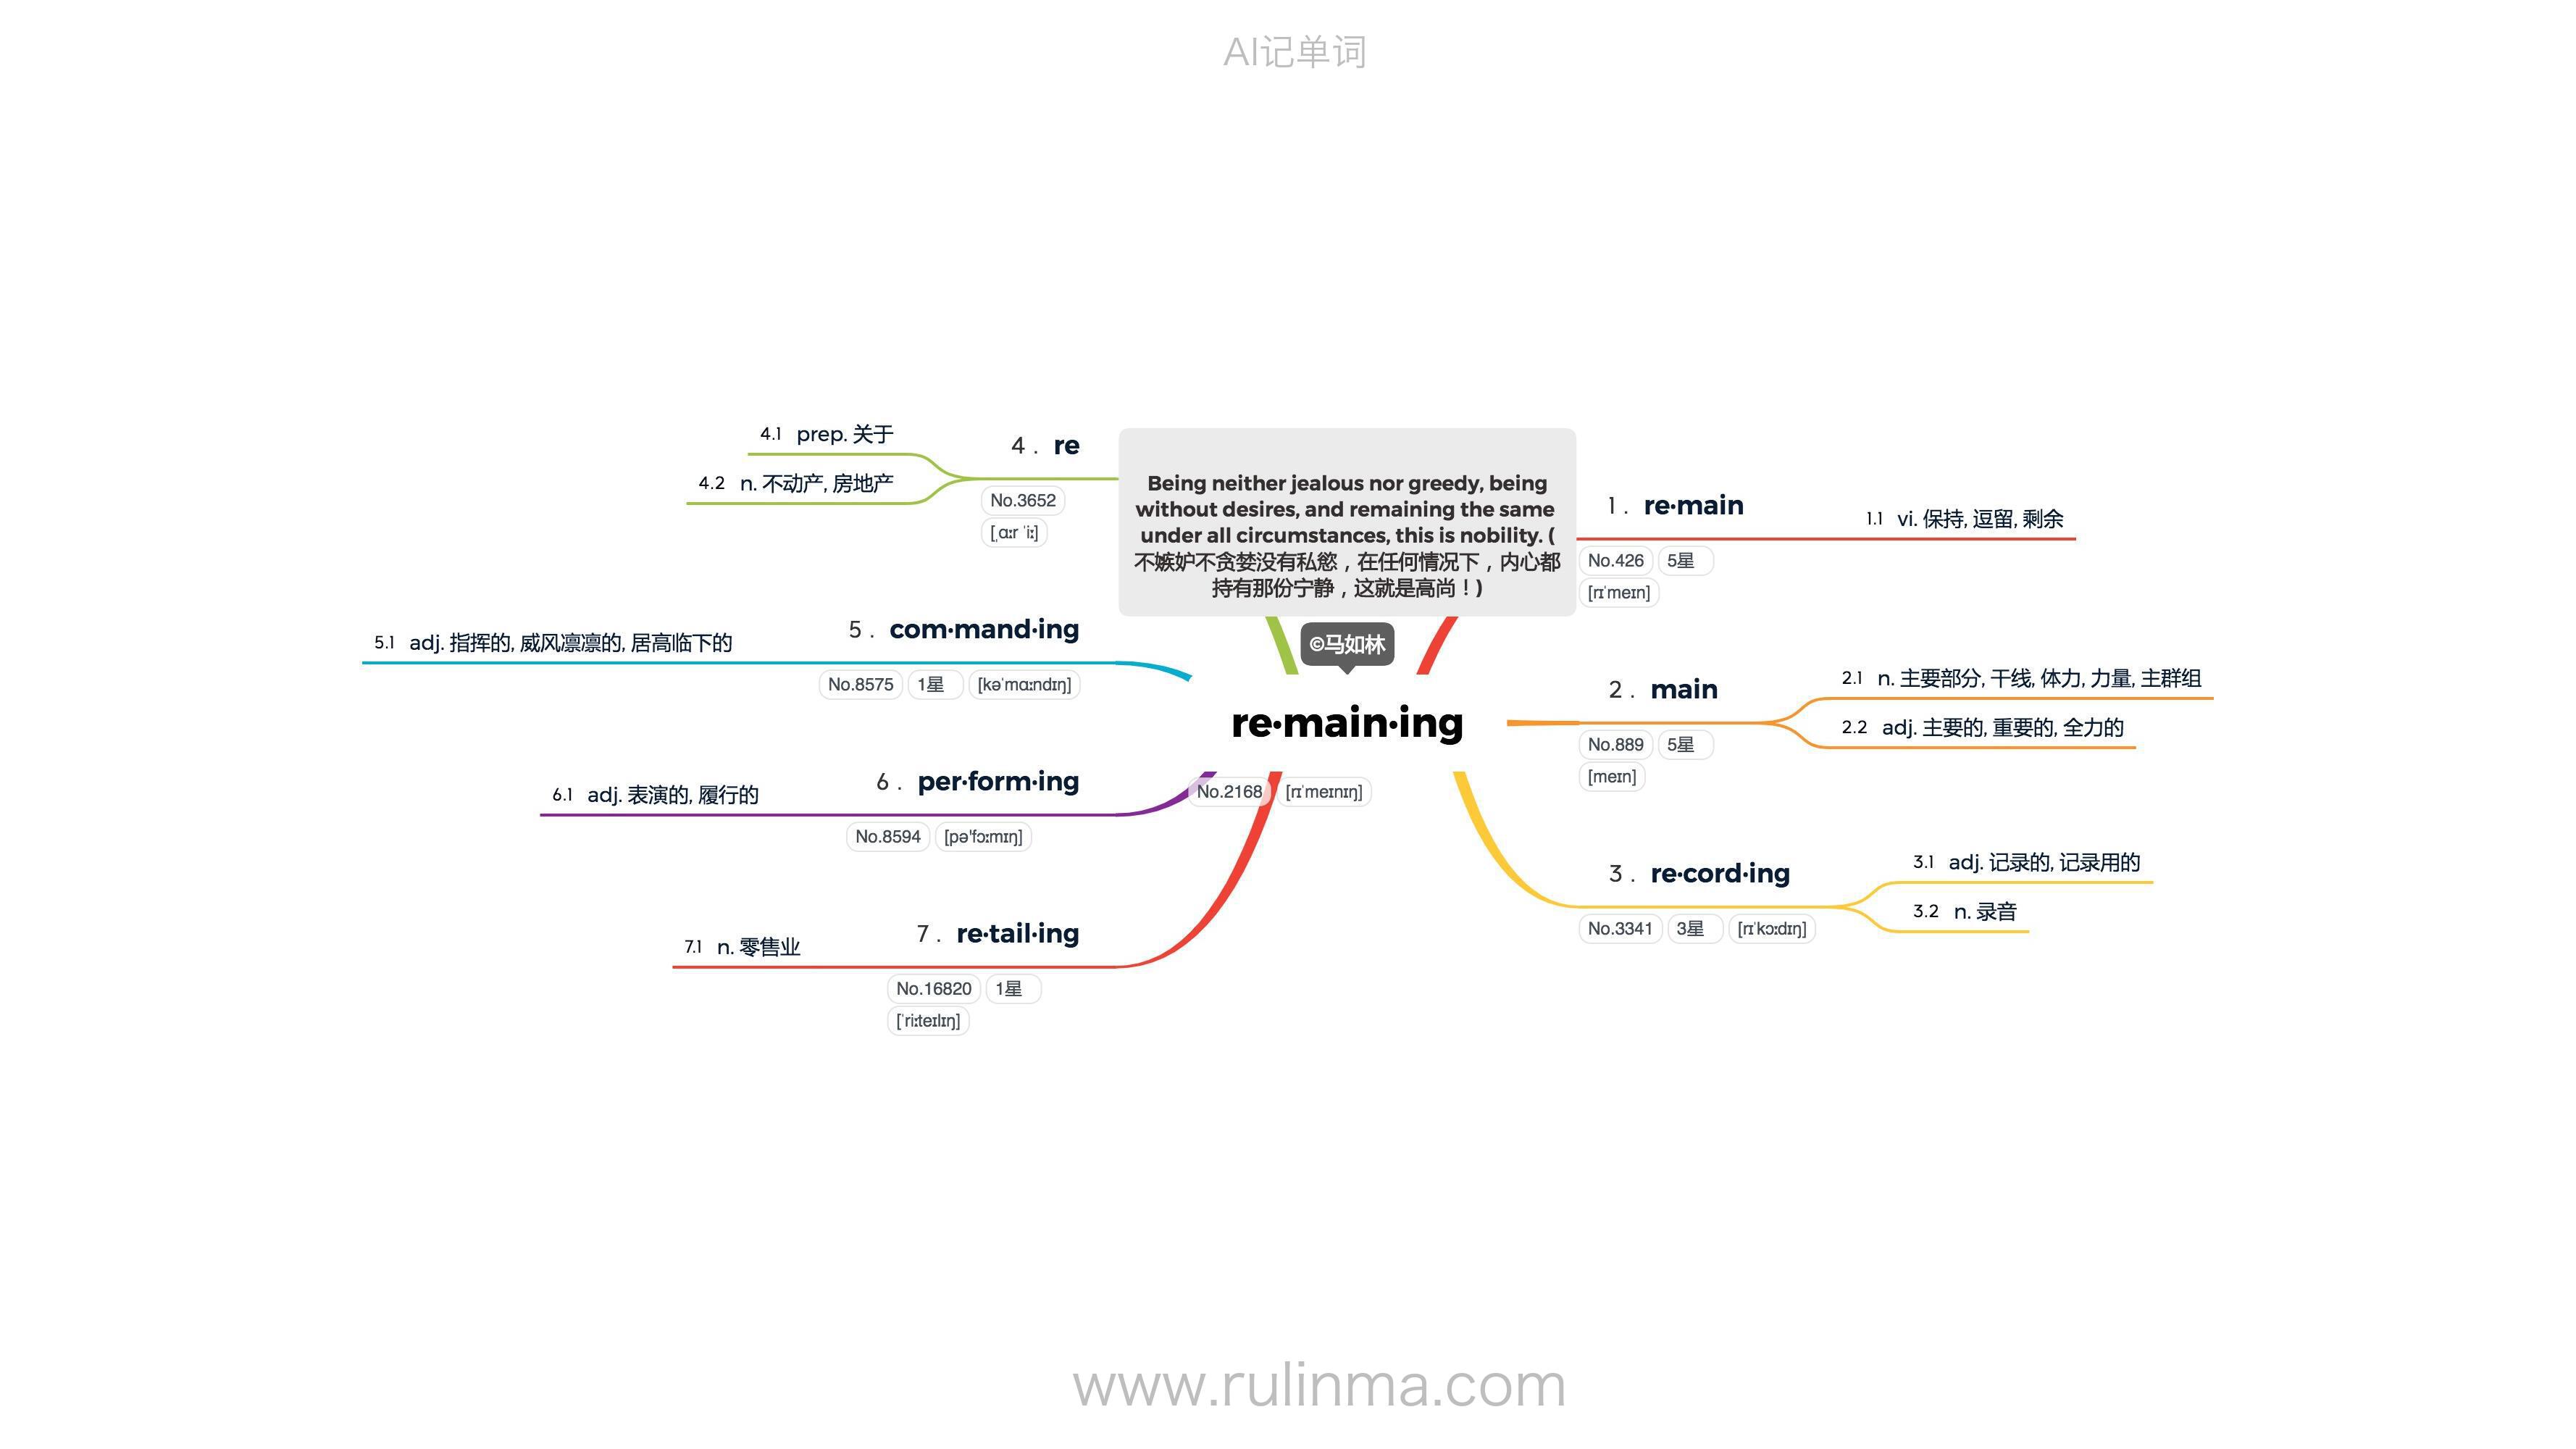 AI记单词
Being neither jealous nor greedy, being
without desires, and remaining the same
under all circumstances, this is nobility. (
不嫉妒不贪婪没有私慾，在任何情况下，内心都
持有那份宁静，这就是高尚！)
©马如林
re·main·ing
No.2168 [rɪˈmeɪnɪŋ]
1. re·main
No.426 5星
[rɪˈmeɪn]
1.1 vi. 保持, 逗留, 剩余
2. main
No.889 5星
[meɪn]
2.1 n. 主要部分, 干线, 体力, 力量, 主群组
2.2 adj. 主要的, 重要的, 全力的
3. re·cord·ing
No.3341 3星 [rɪˈkɔːdɪŋ]
3.1 adj. 记录的, 记录用的
3.2 n. 录音
4. re
No.3652
[ˌɑːr ˈiː]
4.1 prep. 关于
4.2 n. 不动产, 房地产
5. com·mand·ing
No.8575 1星 [kəˈmɑːndɪŋ]
5.1 adj. 指挥的, 威风凛凛的, 居高临下的
6. per·form·ing
No.8594 [pə'fɔːmɪŋ]
6.1 adj. 表演的, 履行的
7. re·tail·ing
No.16820 1星
[ˈriːteɪlɪŋ]
7.1 n. 零售业
www.rulinma.com